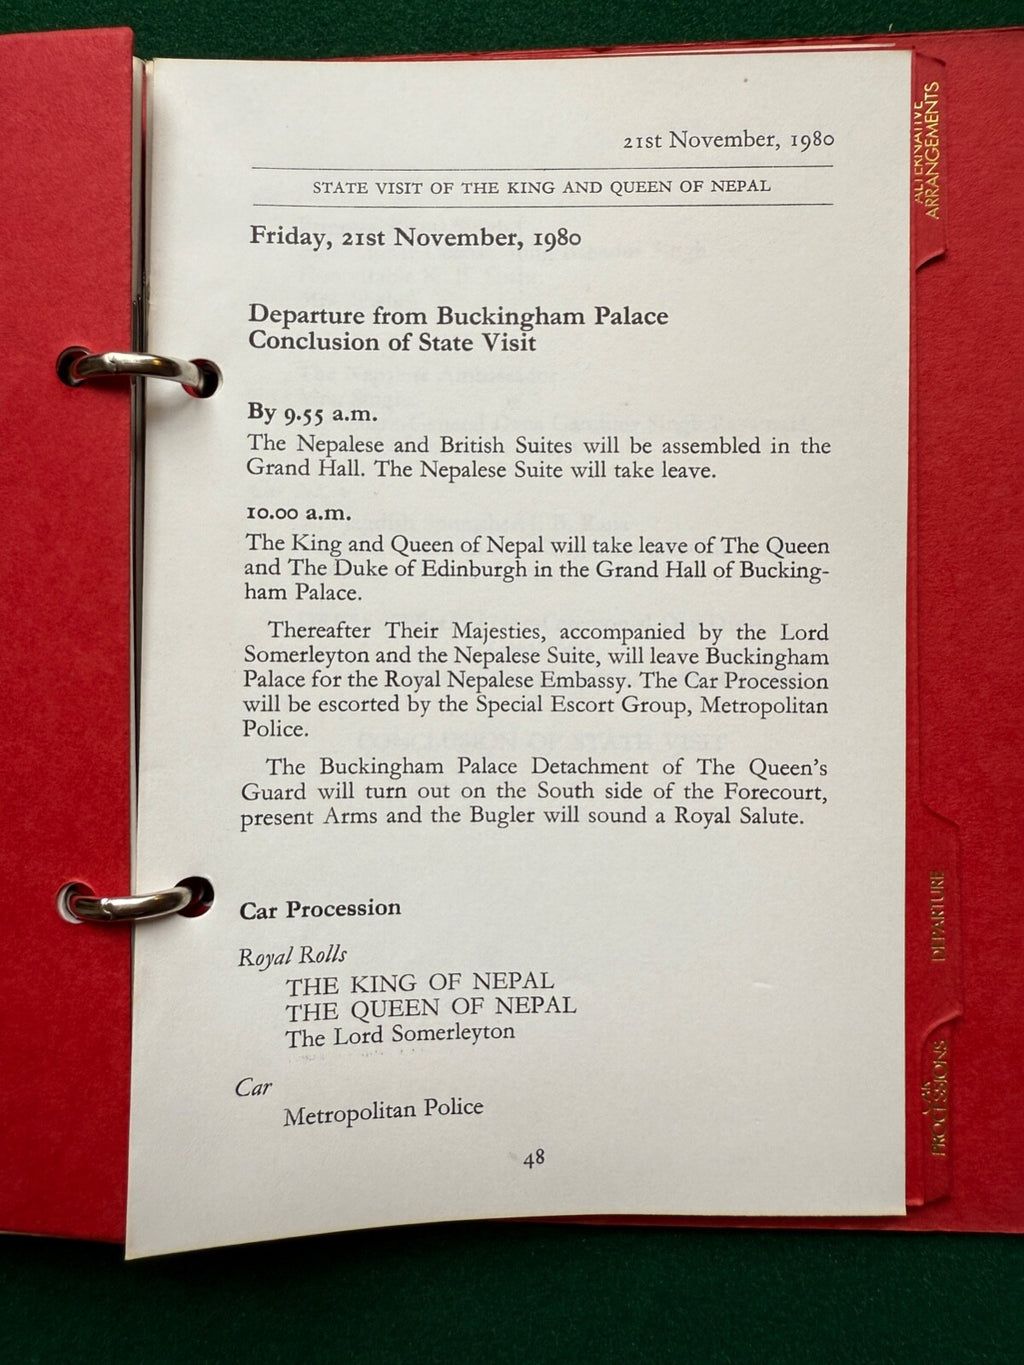 21st November, 1980
STATE VISIT OF THE KING AND QUEEN OF NEPAL
Friday, 21st November, 1980
Departure from Buckingham Palace
Conclusion of State Visit
By 9.55 a.m.
The Nepalese and British Suites will be assembled in the
Grand Hall. The Nepalese Suite will take leave.
10.00 a.m.
The King and Queen of Nepal will take leave of The Queen
and The Duke of Edinburgh in the Grand Hall of Bucking-
ham Palace.
Thereafter Their Majesties, accompanied by the Lord
Somerleyton and the Nepalese Suite, will leave Buckingham
Palace for the Royal Nepalese Embassy. The Car Procession
will be escorted by the Special Escort Group, Metropolitan
Police.
The Buckingham Palace Detachment of The Queen's
Guard will turn out on the South side of the Forecourt,
present Arms and the Bugler will sound a Royal Salute.
Car Procession
Royal Rolls
THE KING OF NEPAL
THE QUEEN OF NEPAL
The Lord Somerleyton
Car
Metropolitan Police
48
ALTERNATIVE
ARRANGEMENTS
DEPARTURE
CAR
PROCESSIONS